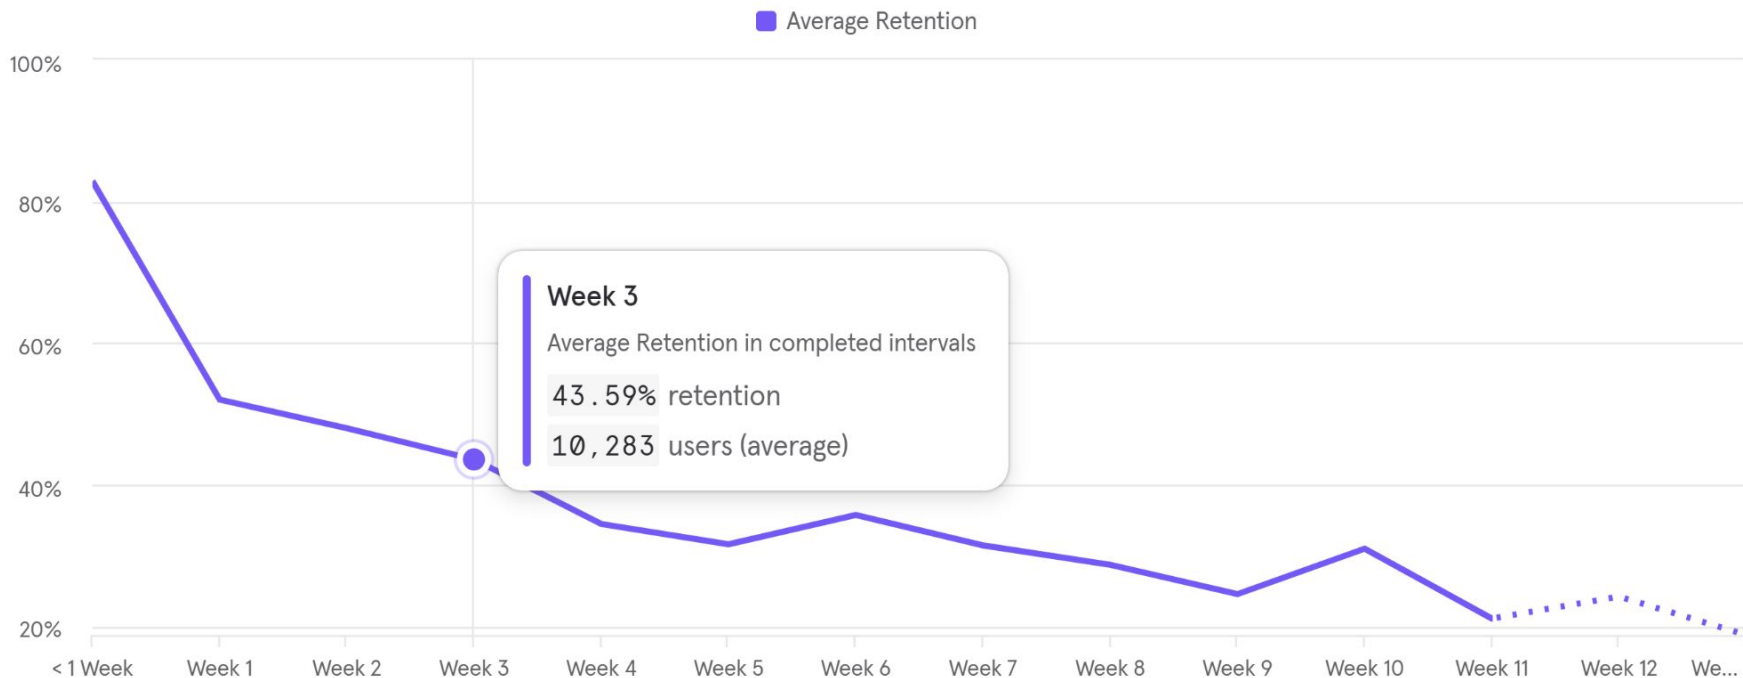 Average Retention
100%
80%
60%
40%
20%
Week 3
Average Retention in completed intervals
43.59% retention
10,283 users (average)
< 1 Week Week 1 Week 2 Week 3 Week 4 Week 5 Week 6 Week 7 Week 8 Week 9 Week 10 Week 11 Week 12 We...